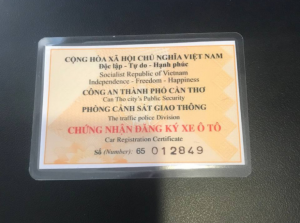 CỘNG HÒA XÃ HỘI CHỦ NGHĨA VIỆT NAM
Độc lập - Tự do - Hạnh phúc
Socialist Republic of Vietnam
Independence - Freedom - Happiness
CÔNG AN THÀNH PHỐ CẦN THƠ
Can Tho city's Public Security
PHÒNG CẢNH SÁT GIAO THÔNG
The traffic police Division
CHỨNG NHẬN ĐĂNG KÝ XE Ô TÔ
Car Registration Certificate
Số (Number): 65 012849